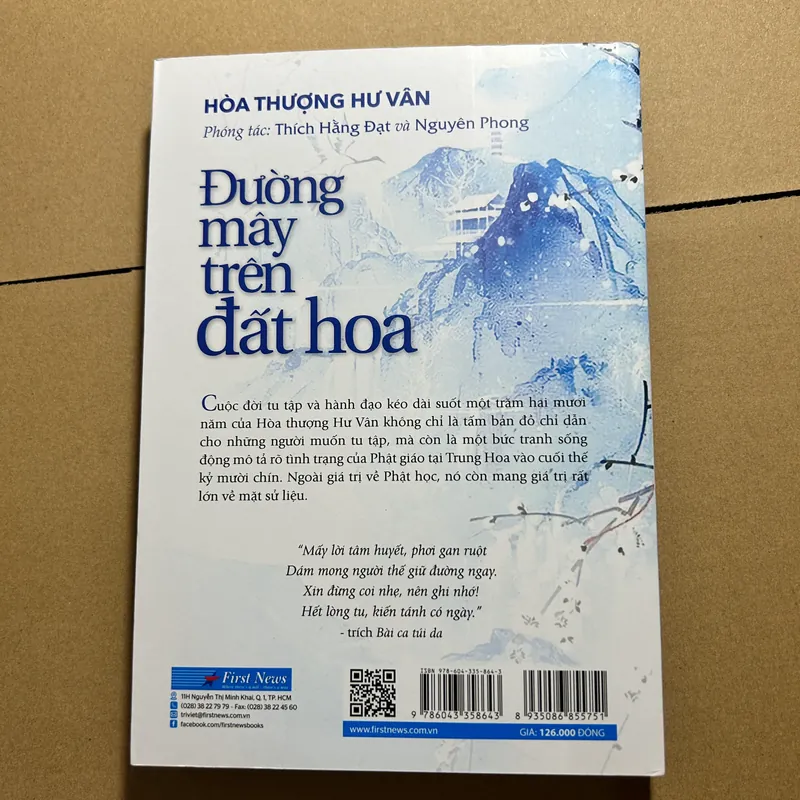 HÒA THƯỢNG HƯ VÂN
Phóng tác: Thích Hằng Đạt và Nguyên Phong
Đường
mây
trên
đất hoa
Cuộc đời tu tập và hành đạo kéo dài suốt một trăm hai mươi
năm của Hòa thượng Hư Vân không chỉ là tấm bản đồ chỉ dẫn
cho những người muốn tu tập, mà còn là một bức tranh sống
động mô tả rõ tình trạng của Phật giáo tại Trung Hoa vào cuối thế
kỷ mười chín. Ngoài giá trị về Phật học, nó còn mang giá trị rất
lớn về mặt sử liệu.
"Mấy lời tâm huyết, phơi gan ruột
Dám mong người thế giữ đường ngay.
Xin đừng coi nhẹ, nên ghi nhớ!
Hết lòng tu, kiến tánh có ngày."
- trích Bài ca túi da
First News
11H Nguyễn Thị Minh Khai, Q. 1, TP. HCM
(028) 38 22 79 79 - Fax: (028) 38 22 45 60
triviet@firstnews.com.vn
facebook.com/firstnewsbooks
www.firstnews.com.vn
ISBN 978-604-335-864-3
9 786043 358643
8 935086 855751
GIÁ: 126.000 ĐỒNG